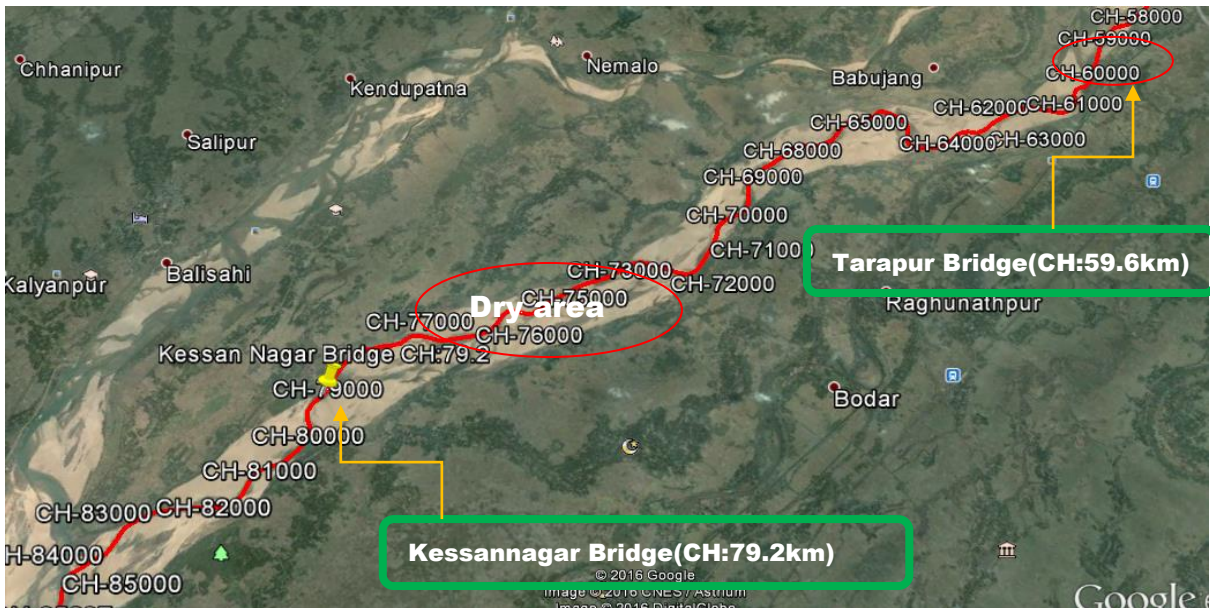 CH-58000
CH-59000
Chhanipur
Nemalo
CH-60000
Babujang
Kendupatna
CH-62000
CH-61000
CH-65000
Salipur
CH-64000
CH-63000
CH-68000
CH-69000
CH-70000
CH-71000
Tarapur Bridge(CH:59.6km)
Balisahi
CH-73000
CH-72000
Kalyanpur
CH-75000
Dry area
Raghunathpur
CH-77000
CH-76000
Kessan Nagar Bridge CH:79.2
CH-79000
Bodar
CH-80000
CH-81000
CH-83000
CH-82000
Kessannagar Bridge(CH:79.2km)
H-84000
© 2016 Google
CH-85000
Image © 2016 CNES / Astrium
Image © 2016 DigitalGlobe
Google